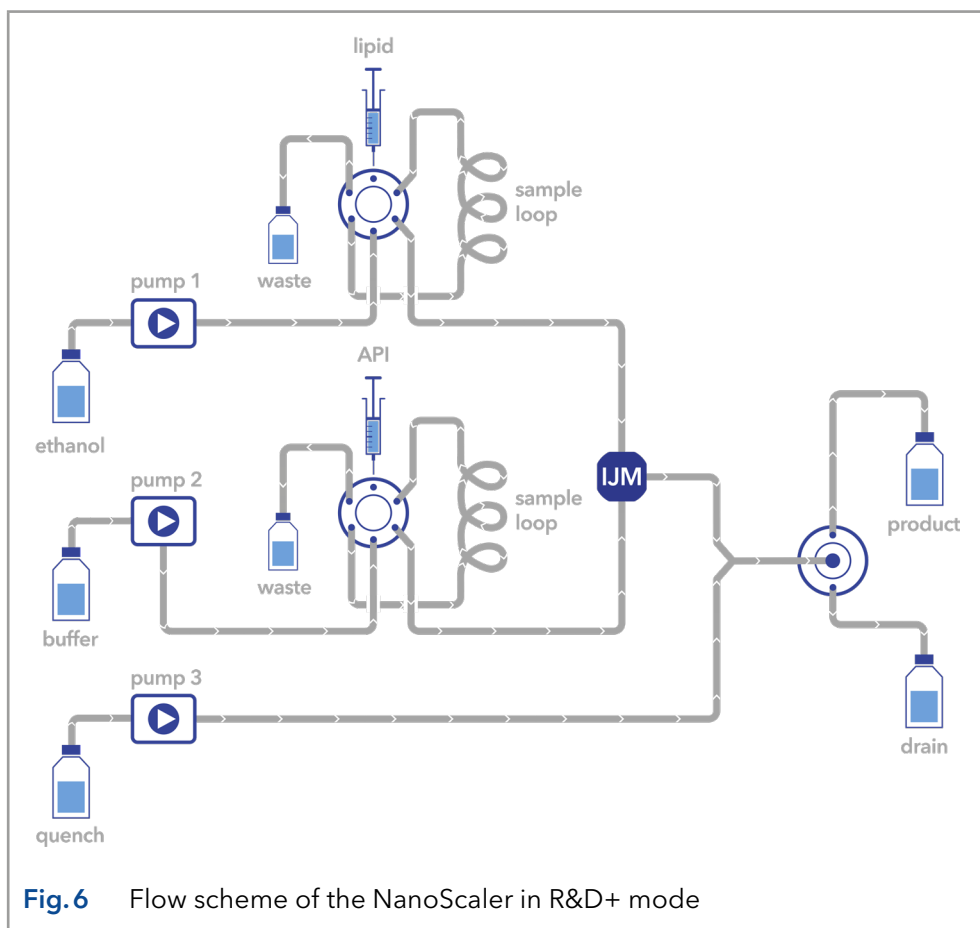 lipid
sample
loop
waste
pump 1
ethanol
API
sample
loop
waste
pump 2
buffer
IJM
product
pump 3
drain
quench
Fig. 6 Flow scheme of the NanoScaler in R&D+ mode